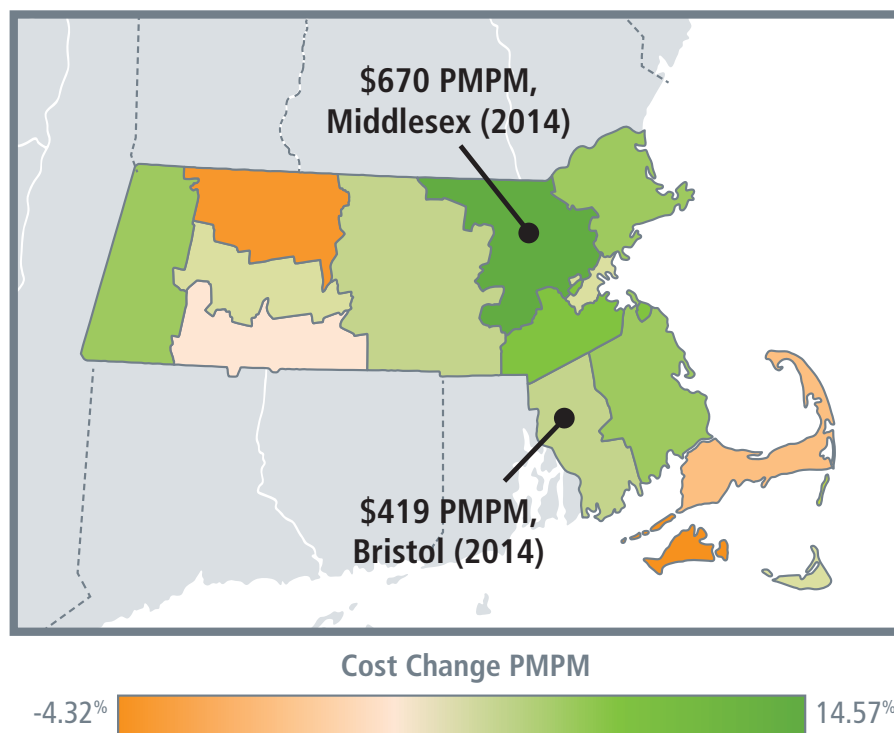 $670 PMPM,
Middlesex (2014)
$419 PMPM,
Bristol (2014)
Cost Change PMPM
-4.32%
14.57%